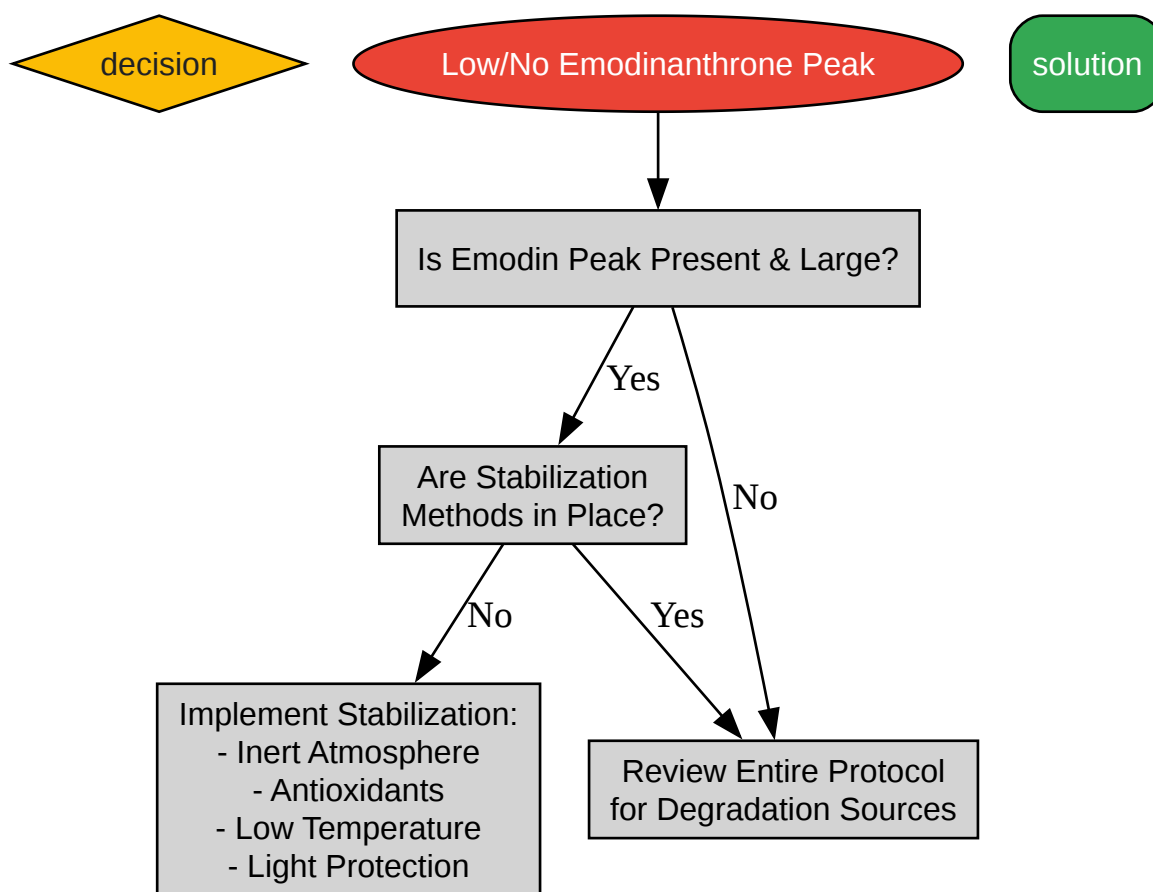 decision
Low/No Emodinanthrone Peak
solution
Is Emodin Peak Present & Large?
Yes
No
Are Stabilization
Methods in Place?
No
Yes
Implement Stabilization:
- Inert Atmosphere
- Antioxidants
- Low Temperature
- Light Protection
Review Entire Protocol
for Degradation Sources